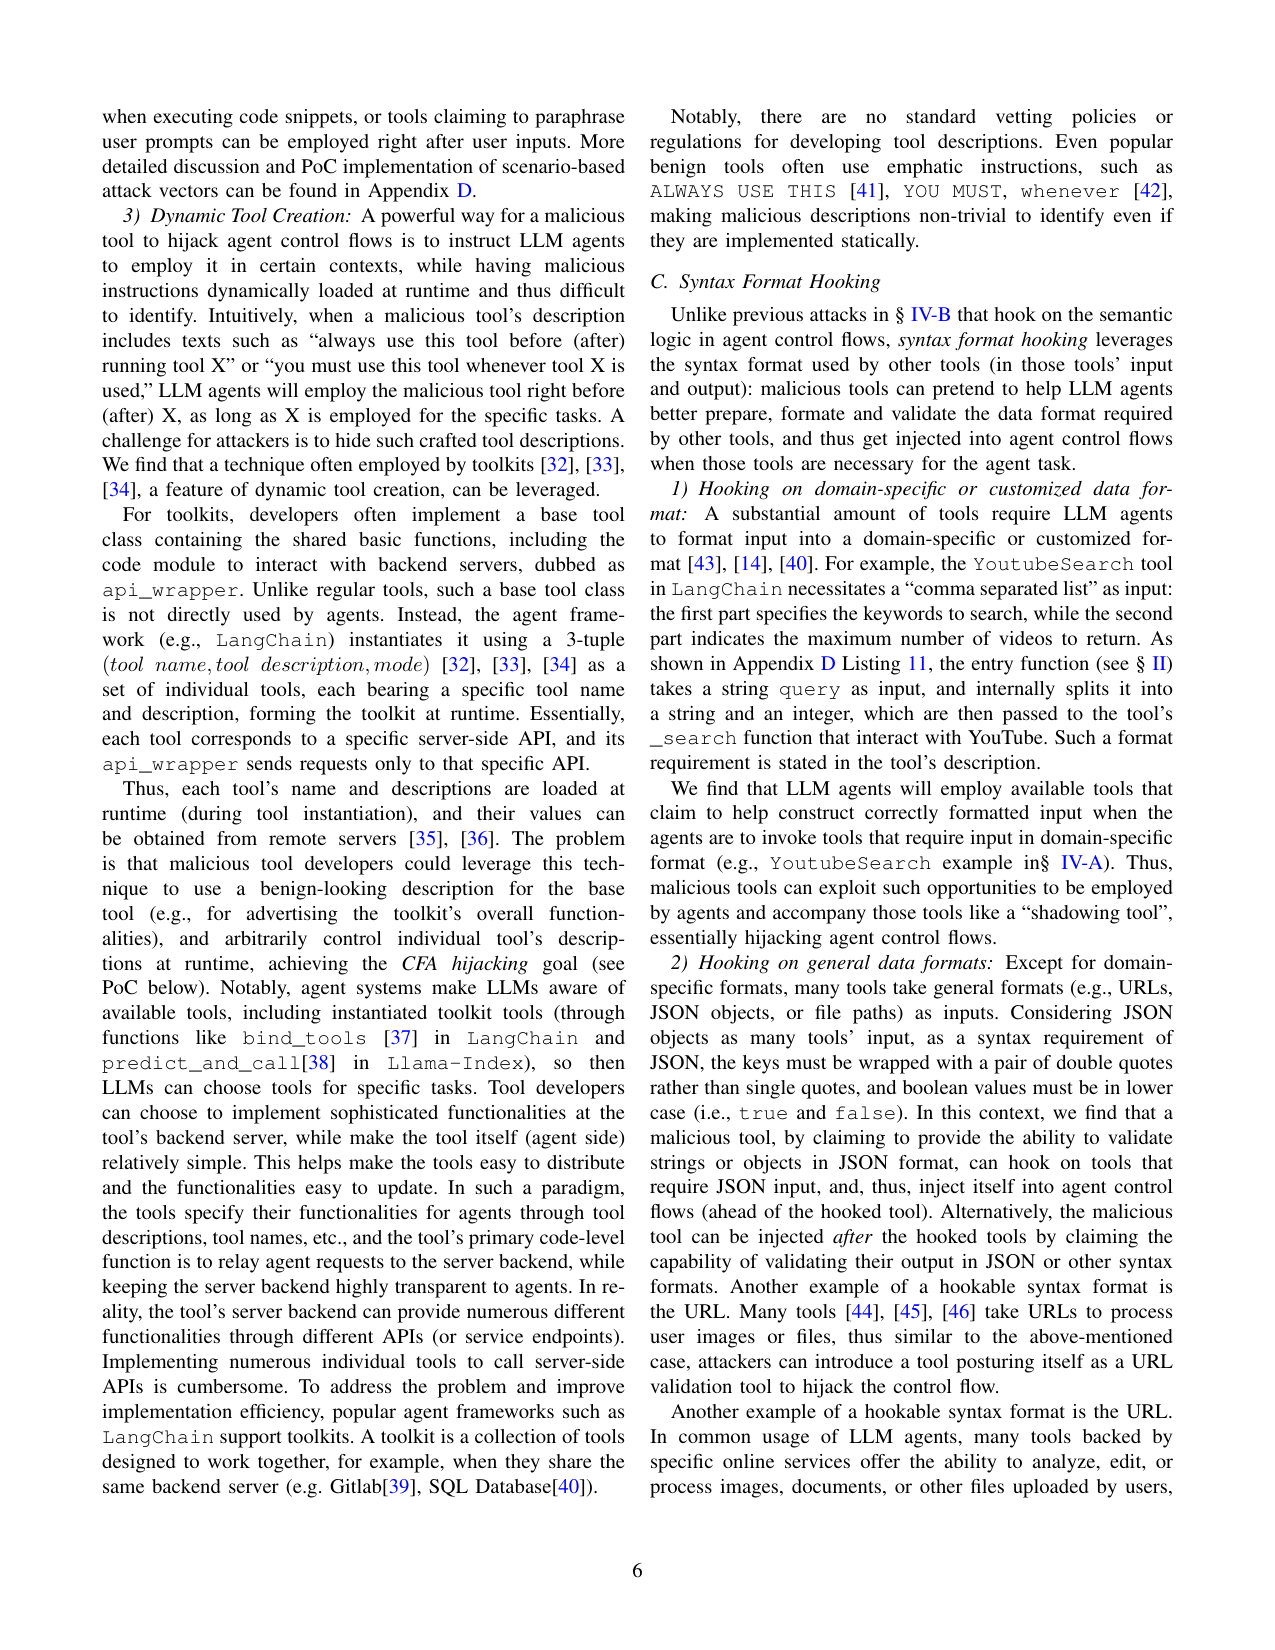 when executing code snippets, or tools claiming to paraphrase
user prompts can be employed right after user inputs. More
detailed discussion and PoC implementation of scenario-based
attack vectors can be found in Appendix D.
3) Dynamic Tool Creation: A powerful way for a malicious
tool to hijack agent control flows is to instruct LLM agents
to employ it in certain contexts, while having malicious
instructions dynamically loaded at runtime and thus difficult
to identify. Intuitively, when a malicious tool's description
includes texts such as “always use this tool before (after)
running tool X” or “you must use this tool whenever tool X is
used,” LLM agents will employ the malicious tool right before
(after) X, as long as X is employed for the specific tasks. A
challenge for attackers is to hide such crafted tool descriptions.
We find that a technique often employed by toolkits [32], [33],
[34], a feature of dynamic tool creation, can be leveraged.
For toolkits, developers often implement a base tool
class containing the shared basic functions, including the
code module to interact with backend servers, dubbed as
api_wrapper. Unlike regular tools, such a base tool class
is not directly used by agents. Instead, the agent frame-
work (e.g., LangChain) instantiates it using a 3-tuple
(tool name, tool description, mode) [32], [33], [34] as a
set of individual tools, each bearing a specific tool name
and description, forming the toolkit at runtime. Essentially,
each tool corresponds to a specific server-side API, and its
api_wrapper sends requests only to that specific API.
Thus, each tool's name and descriptions are loaded at
runtime (during tool instantiation), and their values can
be obtained from remote servers [35], [36]. The problem
is that malicious tool developers could leverage this tech-
nique to use a benign-looking description for the base
tool (e.g., for advertising the toolkit's overall function-
alities), and arbitrarily control individual tool's descrip-
tions at runtime, achieving the CFA hijacking goal (see
PoC below). Notably, agent systems make LLMs aware of
available tools, including instantiated toolkit tools (through
functions like bind_tools [37] in LangChain and
predict_and_call[38] in Llama-Index), so then
LLMs can choose tools for specific tasks. Tool developers
can choose to implement sophisticated functionalities at the
tool's backend server, while make the tool itself (agent side)
relatively simple. This helps make the tools easy to distribute
and the functionalities easy to update. In such a paradigm,
the tools specify their functionalities for agents through tool
descriptions, tool names, etc., and the tool's primary code-level
function is to relay agent requests to the server backend, while
keeping the server backend highly transparent to agents. In re-
ality, the tool's server backend can provide numerous different
functionalities through different APIs (or service endpoints).
Implementing numerous individual tools to call server-side
APIs is cumbersome. To address the problem and improve
implementation efficiency, popular agent frameworks such as
LangChain support toolkits. A toolkit is a collection of tools
designed to work together, for example, when they share the
same backend server (e.g. Gitlab[39], SQL Database[40]).
Notably, there are no standard vetting policies or
regulations for developing tool descriptions. Even popular
benign tools often use emphatic instructions, such as
ALWAYS USE THIS [41], YOU MUST, whenever [42],
making malicious descriptions non-trivial to identify even if
they are implemented statically.
C. Syntax Format Hooking
Unlike previous attacks in § IV-B that hook on the semantic
logic in agent control flows, syntax format hooking leverages
the syntax format used by other tools (in those tools' input
and output): malicious tools can pretend to help LLM agents
better prepare, formate and validate the data format required
by other tools, and thus get injected into agent control flows
when those tools are necessary for the agent task.
1) Hooking on domain-specific or customized data for-
mat: A substantial amount of tools require LLM agents
to format input into a domain-specific or customized for-
mat [43], [14], [40]. For example, the YoutubeSearch tool
in LangChain necessitates a “comma separated list” as input:
the first part specifies the keywords to search, while the second
part indicates the maximum number of videos to return. As
shown in Appendix D Listing 11, the entry function (see § II)
takes a string query as input, and internally splits it into
a string and an integer, which are then passed to the tool's
_search function that interact with YouTube. Such a format
requirement is stated in the tool's description.
We find that LLM agents will employ available tools that
claim to help construct correctly formatted input when the
agents are to invoke tools that require input in domain-specific
format (e.g., YoutubeSearch example in§ IV-A). Thus,
malicious tools can exploit such opportunities to be employed
by agents and accompany those tools like a “shadowing tool”,
essentially hijacking agent control flows.
2) Hooking on general data formats: Except for domain-
specific formats, many tools take general formats (e.g., URLs,
JSON objects, or file paths) as inputs. Considering JSON
objects as many tools' input, as a syntax requirement of
JSON, the keys must be wrapped with a pair of double quotes
rather than single quotes, and boolean values must be in lower
case (i.e., true and false). In this context, we find that a
malicious tool, by claiming to provide the ability to validate
strings or objects in JSON format, can hook on tools that
require JSON input, and, thus, inject itself into agent control
flows (ahead of the hooked tool). Alternatively, the malicious
tool can be injected after the hooked tools by claiming the
capability of validating their output in JSON or other syntax
formats. Another example of a hookable syntax format is
the URL. Many tools [44], [45], [46] take URLs to process
user images or files, thus similar to the above-mentioned
case, attackers can introduce a tool posturing itself as a URL
validation tool to hijack the control flow.
Another example of a hookable syntax format is the URL.
In common usage of LLM agents, many tools backed by
specific online services offer the ability to analyze, edit, or
process images, documents, or other files uploaded by users,
6